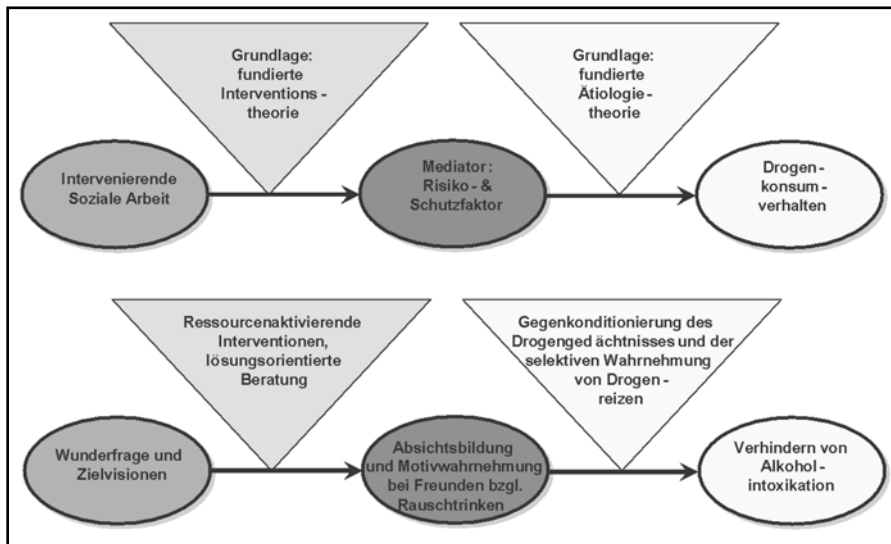 Grundlage:
fundierte
Interventions -
theorie
Grundlage:
fundierte
Ätiologie -
theorie
Intervenierende
Soziale Arbeit
Mediator :
Risiko - &
Schutzfaktor
Drogen -
konsum -
verhalten
Ressourcenaktivierende
Interventionen,
lösungsorientierte
Beratung
Gegenkonditionierung des
Drogenged ächtnisses und der
selektiven Wahrnehmung
von Drogen -
reizen
Wunderfrage und
Zielvisionen
Absichtsbildung
und Motivwahrnehmung
bei Freunden bzgl.
Rauschtrinken
Verhindern von
Alkohol -
intoxikation